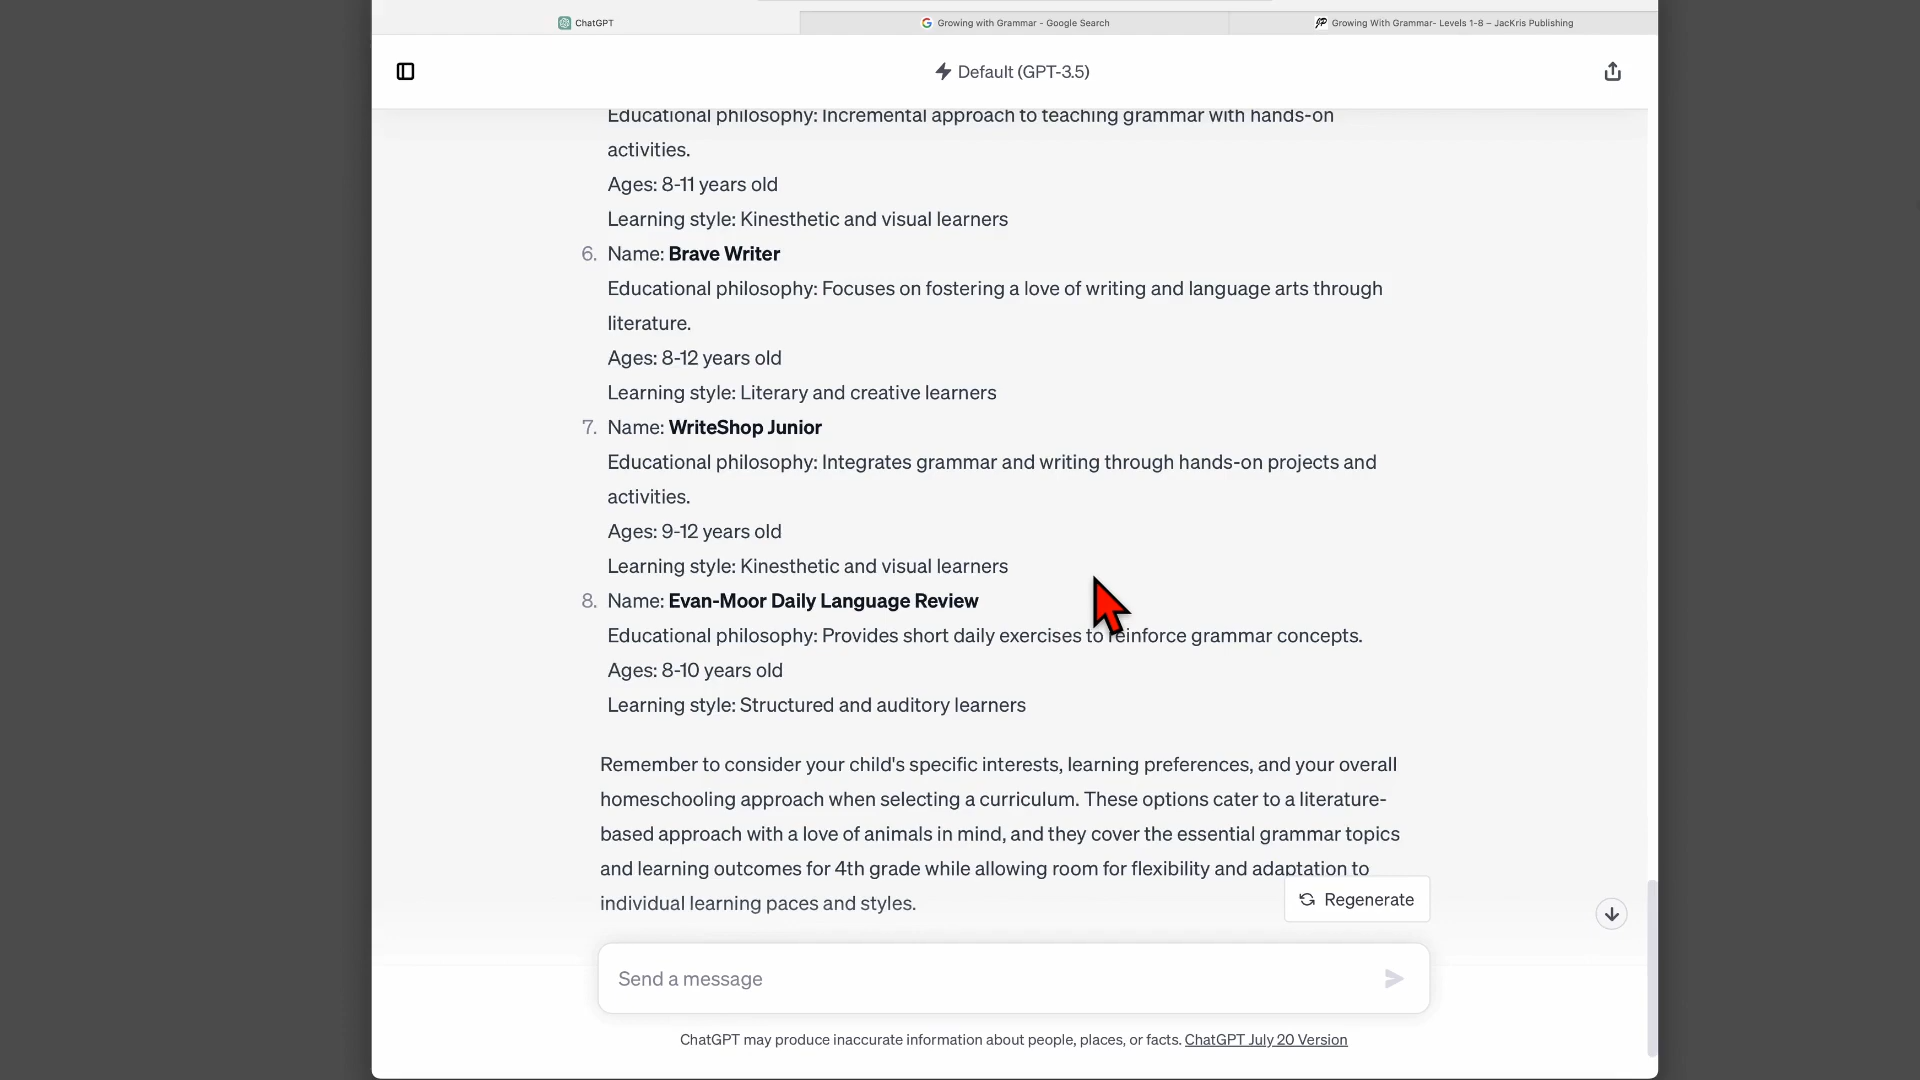 ChatGPT
Growing with Grammar - Google Search
Growing With Grammar- Levels 1-8 – JacKris Publishing
Default (GPT-3.5)
Educational philosophy: Incremental approach to teaching grammar with hands-on
activities.
Ages: 8-11 years old
Learning style: Kinesthetic and visual learners
6. Name: Brave Writer
Educational philosophy: Focuses on fostering a love of writing and language arts through
literature.
Ages: 8-12 years old
Learning style: Literary and creative learners
7. Name: WriteShop Junior
Educational philosophy: Integrates grammar and writing through hands-on projects and
activities.
Ages: 9-12 years old
Learning style: Kinesthetic and visual learners
8. Name: Evan-Moor Daily Language Review
Educational philosophy: Provides short daily exercises to reinforce grammar concepts.
Ages: 8-10 years old
Learning style: Structured and auditory learners
Remember to consider your child's specific interests, learning preferences, and your overall
homeschooling approach when selecting a curriculum. These options cater to a literature-
based approach with a love of animals in mind, and they cover the essential grammar topics
and learning outcomes for 4th grade while allowing room for flexibility and adaptation to
individual learning paces and styles.
Regenerate
Send a message
ChatGPT may produce inaccurate information about people, places, or facts. ChatGPT July 20 Version